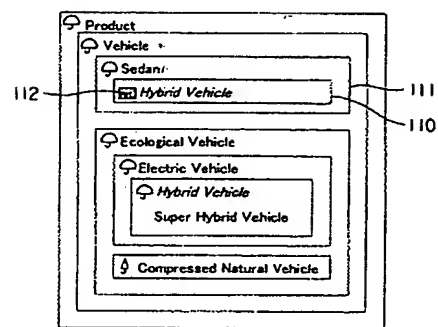 Product
Vehicle
Sedan
112
Hybrid Vehicle
111
110
Ecological Vehicle
Electric Vehicle
Hybrid Vehicle
Super Hybrid Vehicle
Compressed Natural Vehicle